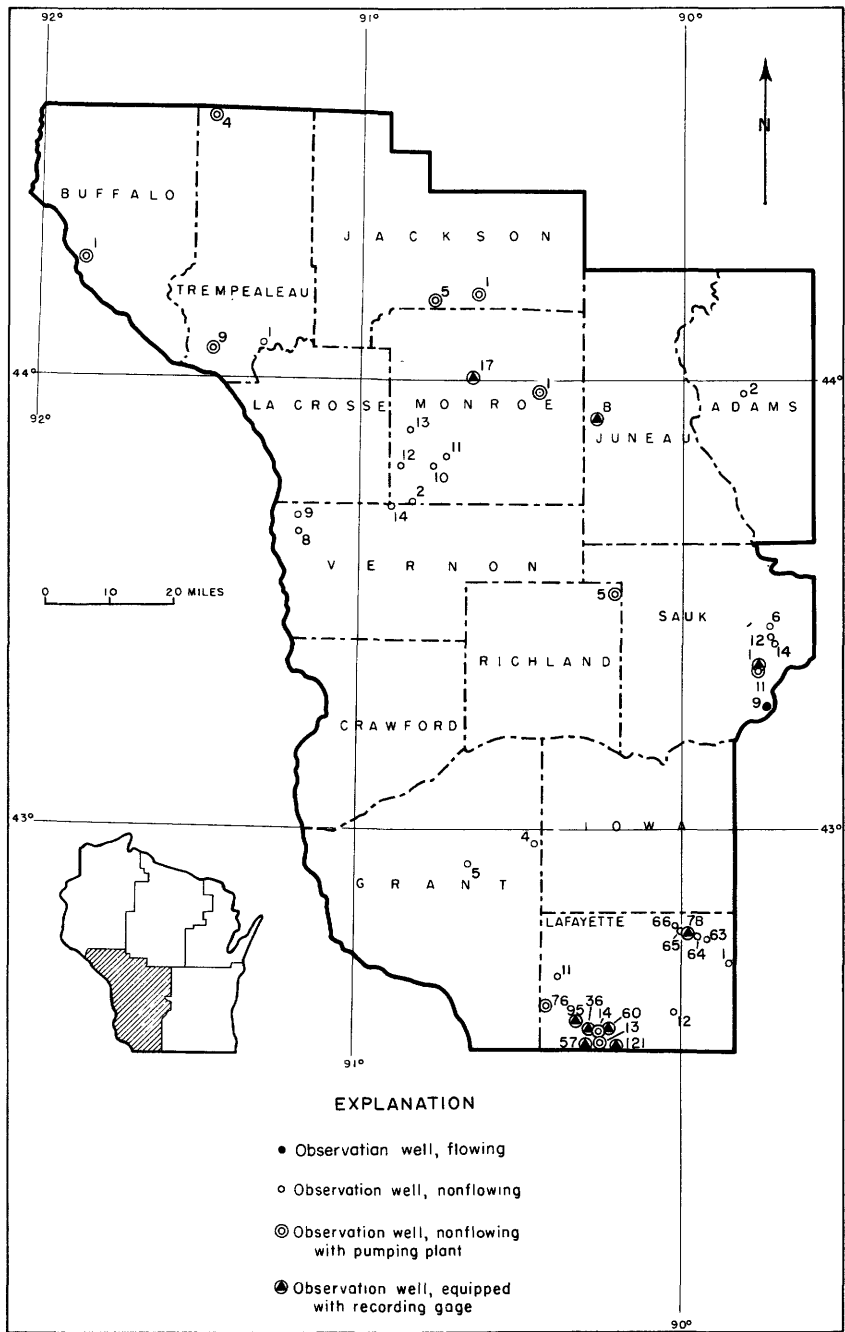 92° 91° 90°
N
4
BUFFALO
JACKSON
1
TREMPEALEAU
5 1
9 1
17
44° 44°
1
92°
LA CROSSE MONROE
8
2
ADAMS
JUNEAU
13
12
11
10
2
14
9
8
VERNON
0 10 20 MILES
5
SAUK
6
12
14
RICHLAND
11
9
CRAWFORD
43° 43°
IOWA
4
5
GRANT
LAFAYETTE
66 78
65 64 63
1
11
76 95 36 14 60
13
12
57 121
91°
EXPLANATION
Observation well, flowing
Observation well, nonflowing
Observation well, nonflowing
with pumping plant
Observation well, equipped
with recording gage
90°